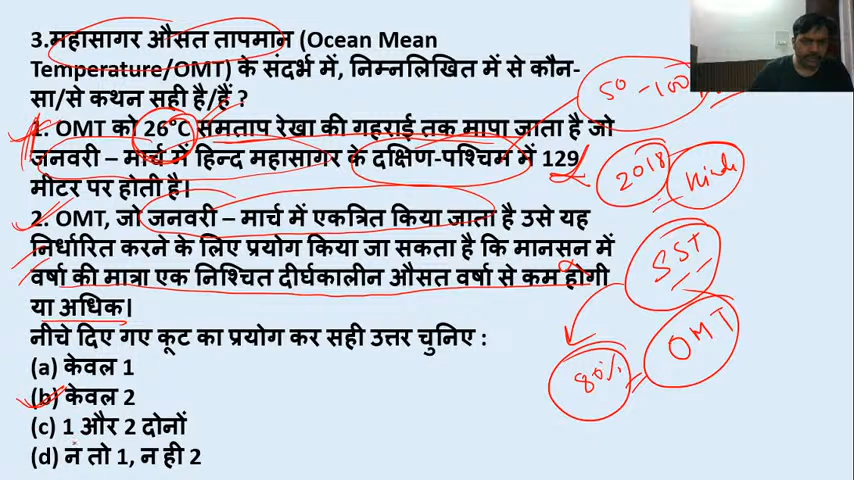 3.महासागर औसत तापमान (Ocean Mean
Temperature/OMT) के संदर्भ में, निम्नलिखित में से कौन-
सा/से कथन सही है/हैं ?
1. OMT को 26°C समताप रेखा की गहराई तक मापा जाता है जो
जनवरी – मार्च में हिन्द महासागर के दक्षिण-पश्चिम में 129
मीटर पर होती है।
2. OMT, जो जनवरी – मार्च में एकत्रित किया जाता है उसे यह
निर्धारित करने के लिए प्रयोग किया जा सकता है कि मानसन में
वर्षा की मात्रा एक निश्चित दीर्घकालीन औसत वर्षा से कम होगी
या अधिक।
नीचे दिए गए कूट का प्रयोग कर सही उत्तर चुनिए :
(a) केवल 1
(b) केवल 2
(c) 1 और 2 दोनों
(d) न तो 1, न ही 2
50-100
2018
SST
OMT
80%